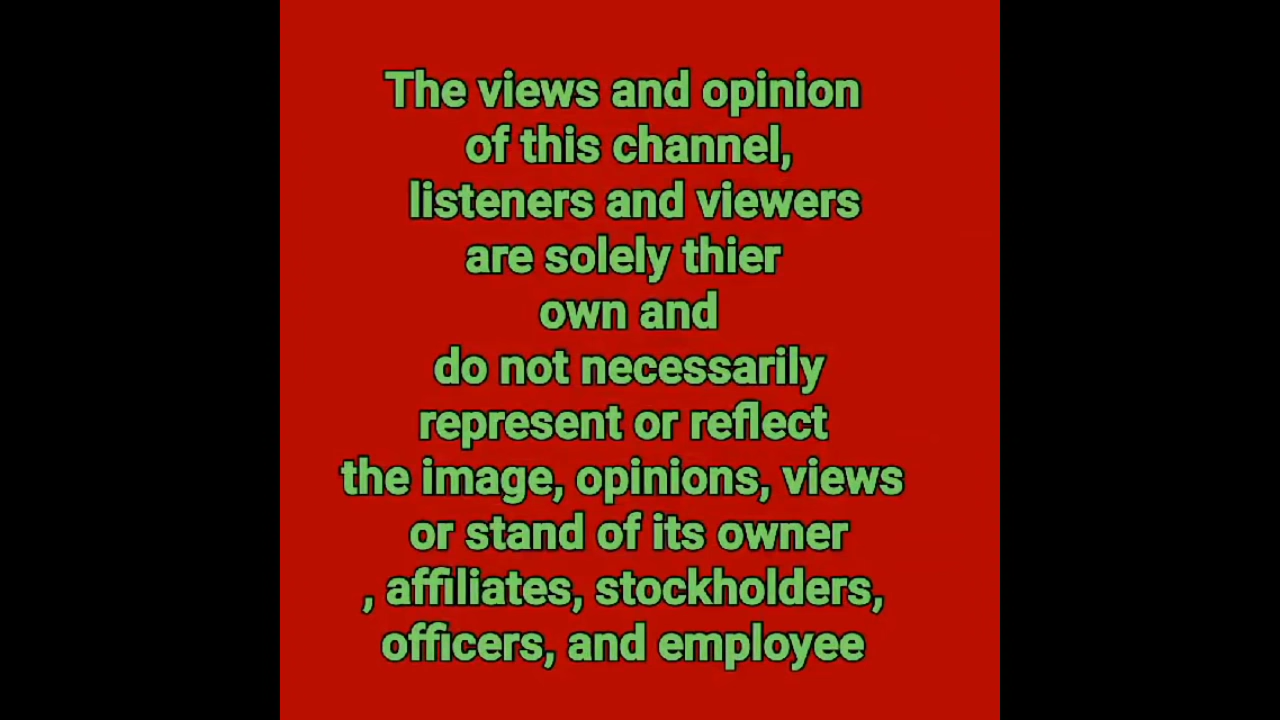 The views and opinion
of this channel,
listeners and viewers
are solely thier
own and
do not necessarily
represent or reflect
the image, opinions, views
or stand of its owner
, affiliates, stockholders,
officers, and employee